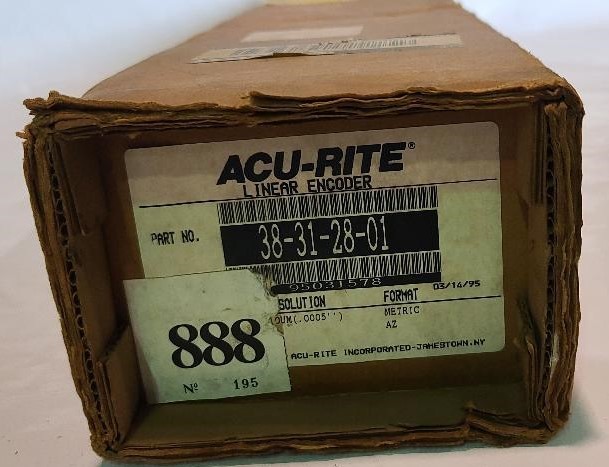 ACU-RITE®
LINEAR ENCODER
PART NO. 38-31-28-01
95031578
SOLUTION FORMAT 03/14/95
(.0005'') METRIC
AZ
ACU-RITE INCORPORATED-JAMESTOWN.NY
888
Nº 195